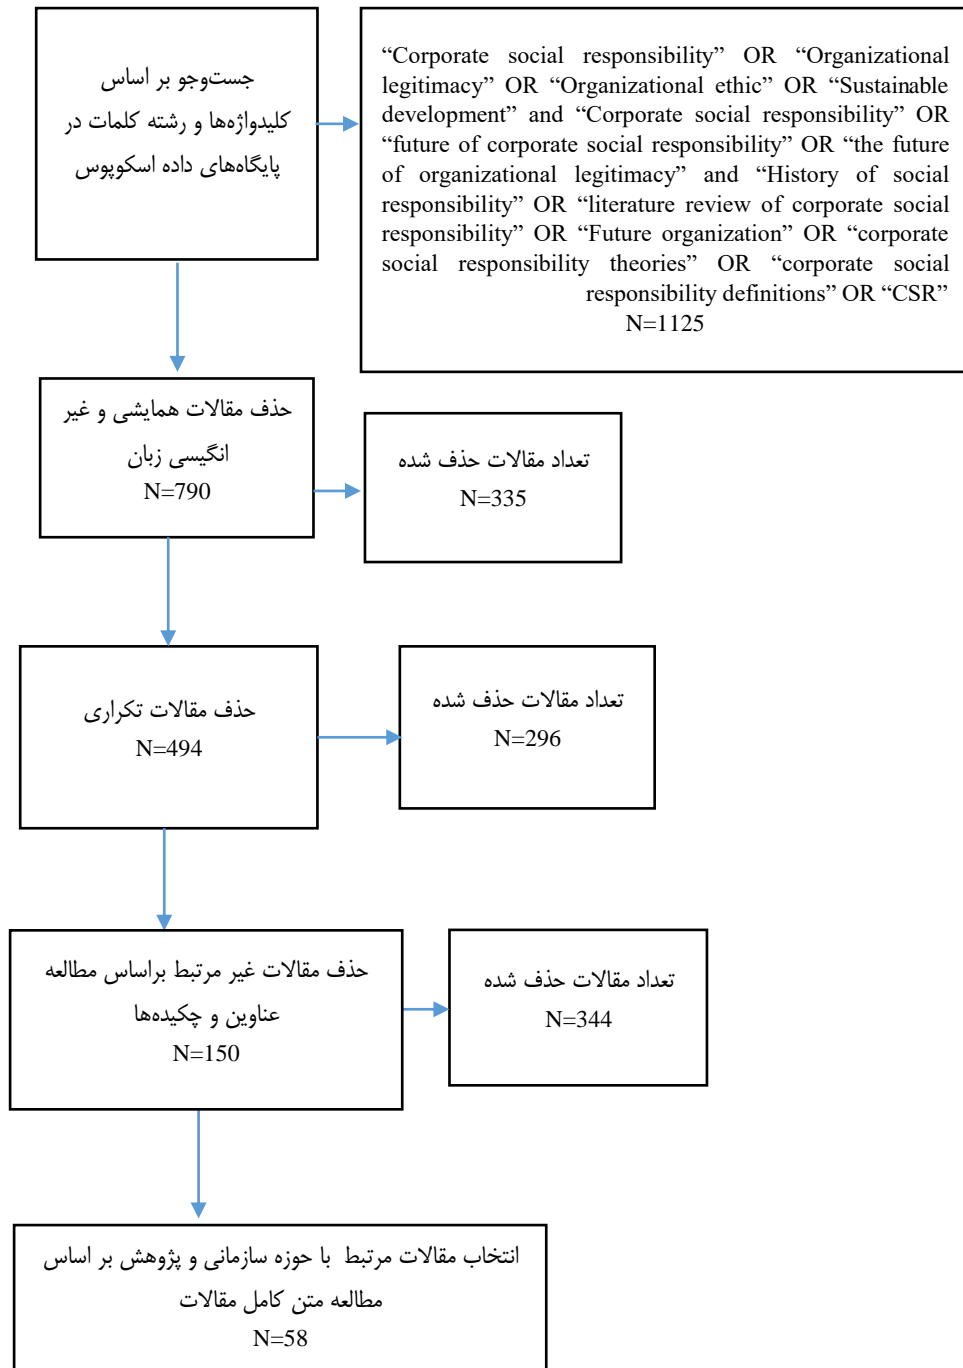 جست‌وجو بر اساس
کلیدواژه‌ها و رشته کلمات در
پایگاه‌های داده اسکوپوس
“Corporate social responsibility” OR “Organizational
legitimacy” OR “Organizational ethic” OR “Sustainable
development” and “Corporate social responsibility” OR
“future of corporate social responsibility” OR “the future
of organizational legitimacy” and “History of social
responsibility” OR “literature review of corporate social
responsibility” OR “Future organization” OR “corporate
social responsibility theories” OR “corporate social
responsibility definitions” OR “CSR”
N=1125
حذف مقالات همایشی و غیر
انگیسی زبان
N=790
تعداد مقالات حذف شده
N=335
حذف مقالات تکراری
N=494
تعداد مقالات حذف شده
N=296
حذف مقالات غیر مرتبط براساس مطالعه
عناوین و چکیده‌ها
N=150
تعداد مقالات حذف شده
N=344
انتخاب مقالات مرتبط با حوزه سازمانی و پژوهش بر اساس
مطالعه متن کامل مقالات
N=58